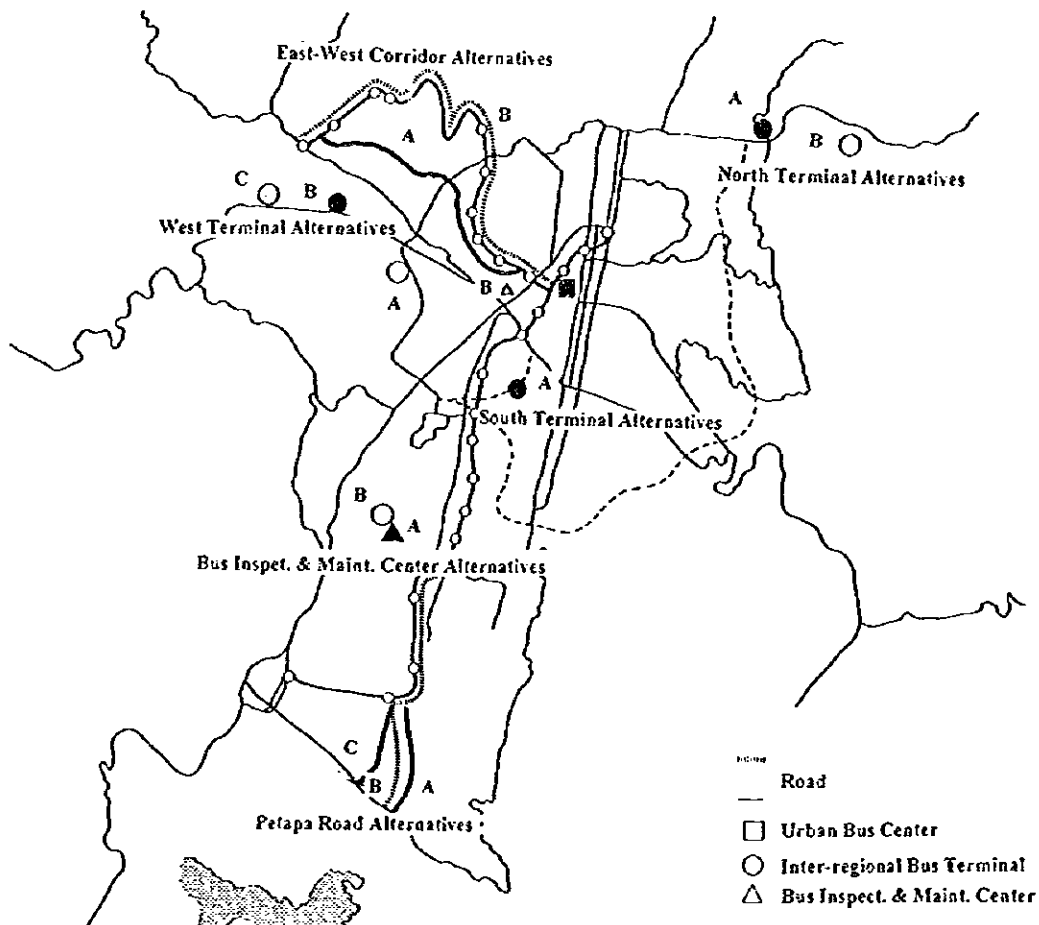 East-West Corridor Alternatives
A
B
A
B
North Terminal Alternatives
C
B
West Terminal Alternatives
A
B
A
South Terminal Alternatives
B
A
Bus Inspet. & Maint. Center Alternatives
C
B
A
Petapa Road Alternatives
Road
Urban Bus Center
Inter-regional Bus Terminal
Bus Inspect. & Maint. Center